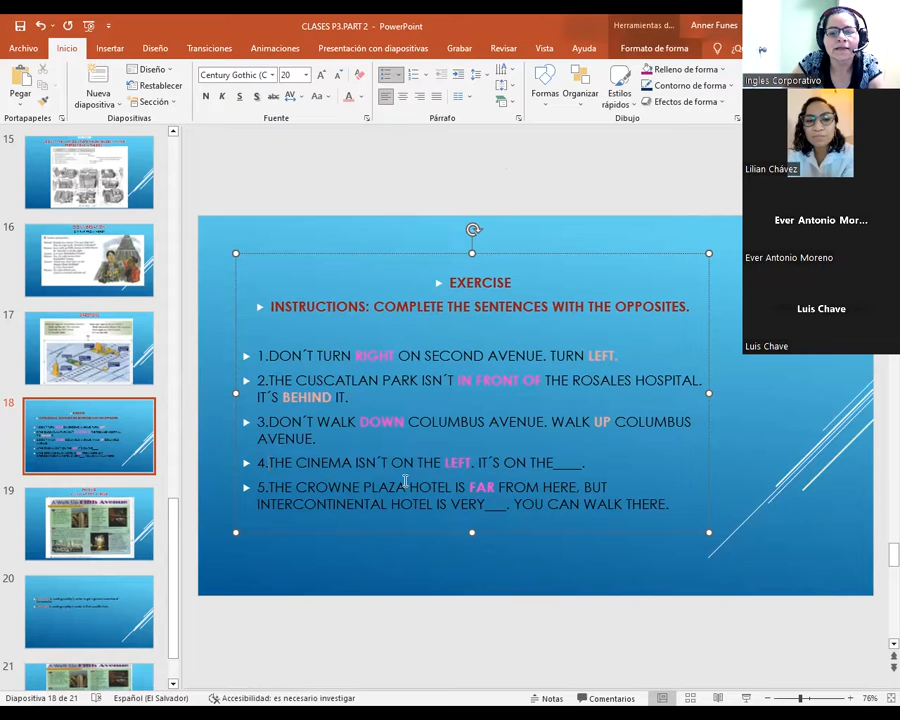 CLASES P3.PART 2 - PowerPoint
Herramientas d...
Anner Funes
Archivo
Inicio
Insertar
Diseño
Transiciones
Animaciones
Presentación con diapositivas
Grabar
Revisar
Vista
Ayuda
Formato de forma
Pegar
Nueva
diapositiva
Diseño
Restablecer
Sección
Century Gothic (C
20
N
K
S
S
abc
AV
Aa
A
Formas
Organizar
Estilos
rápidos
Relleno de forma
Contorno de forma
Efectos de forma
Portapapeles
Diapositivas
Fuente
Párrafo
Dibujo
Ingles Corporativo
Lilian Chávez
Ever Antonio Mor...
Ever Antonio Moreno
Luis Chave
Luis Chave
15
16
17
18
19
20
21
EXERCISE
INSTRUCTIONS: COMPLETE THE SENTENCES WITH THE OPPOSITES.
1.DON´T TURN RIGHT ON SECOND AVENUE. TURN LEFT.
2.THE CUSCATLAN PARK ISN´T IN FRONT OF THE ROSALES HOSPITAL.
IT´S BEHIND IT.
3.DON´T WALK DOWN COLUMBUS AVENUE. WALK UP COLUMBUS
AVENUE.
4.THE CINEMA ISN´T ON THE LEFT. IT´S ON THE____.
5.THE CROWNE PLAZA HOTEL IS FAR FROM HERE, BUT
INTERCONTINENTAL HOTEL IS VERY___. YOU CAN WALK THERE.
Diapositiva 18 de 21
Español (El Salvador)
Accesibilidad: es necesario investigar
Notas
Comentarios
76%